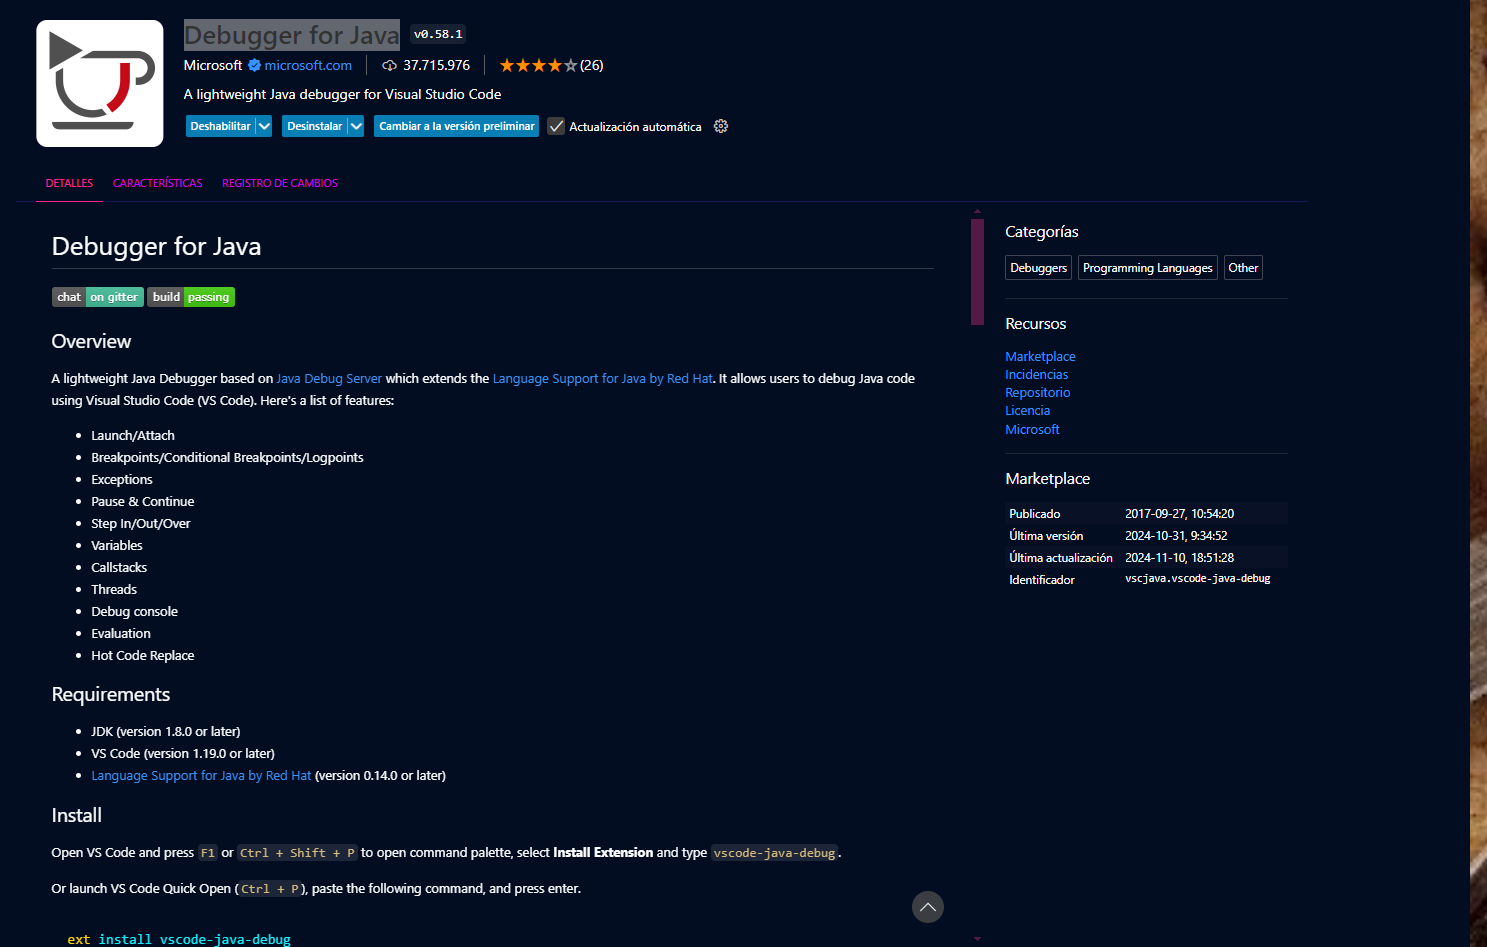 Debugger for Java v0.58.1
Microsoft microsoft.com 37.715.976 (26)
A lightweight Java debugger for Visual Studio Code
Deshabilitar Desinstalar Cambiar a la versión preliminar Actualización automática
DETALLES CARACTERÍSTICAS REGISTRO DE CAMBIOS
Debugger for Java
chat on gitter build passing
Overview
A lightweight Java Debugger based on Java Debug Server which extends the Language Support for Java by Red Hat. It allows users to debug Java code
using Visual Studio Code (VS Code). Here's a list of features:
Launch/Attach
Breakpoints/Conditional Breakpoints/Logpoints
Exceptions
Pause & Continue
Step In/Out/Over
Variables
Callstacks
Threads
Debug console
Evaluation
Hot Code Replace
Requirements
JDK (version 1.8.0 or later)
VS Code (version 1.19.0 or later)
Language Support for Java by Red Hat (version 0.14.0 or later)
Install
Open VS Code and press F1 or Ctrl + Shift + P to open command palette, select Install Extension and type vscode-java-debug.
Or launch VS Code Quick Open (Ctrl + P), paste the following command, and press enter.
ext install vscode-java-debug
Categorías
Debuggers Programming Languages Other
Recursos
Marketplace
Incidencias
Repositorio
Licencia
Microsoft
Marketplace
Publicado 2017-09-27, 10:54:20
Última versión 2024-10-31, 9:34:52
Última actualización 2024-11-10, 18:51:28
Identificador vscjava.vscode-java-debug